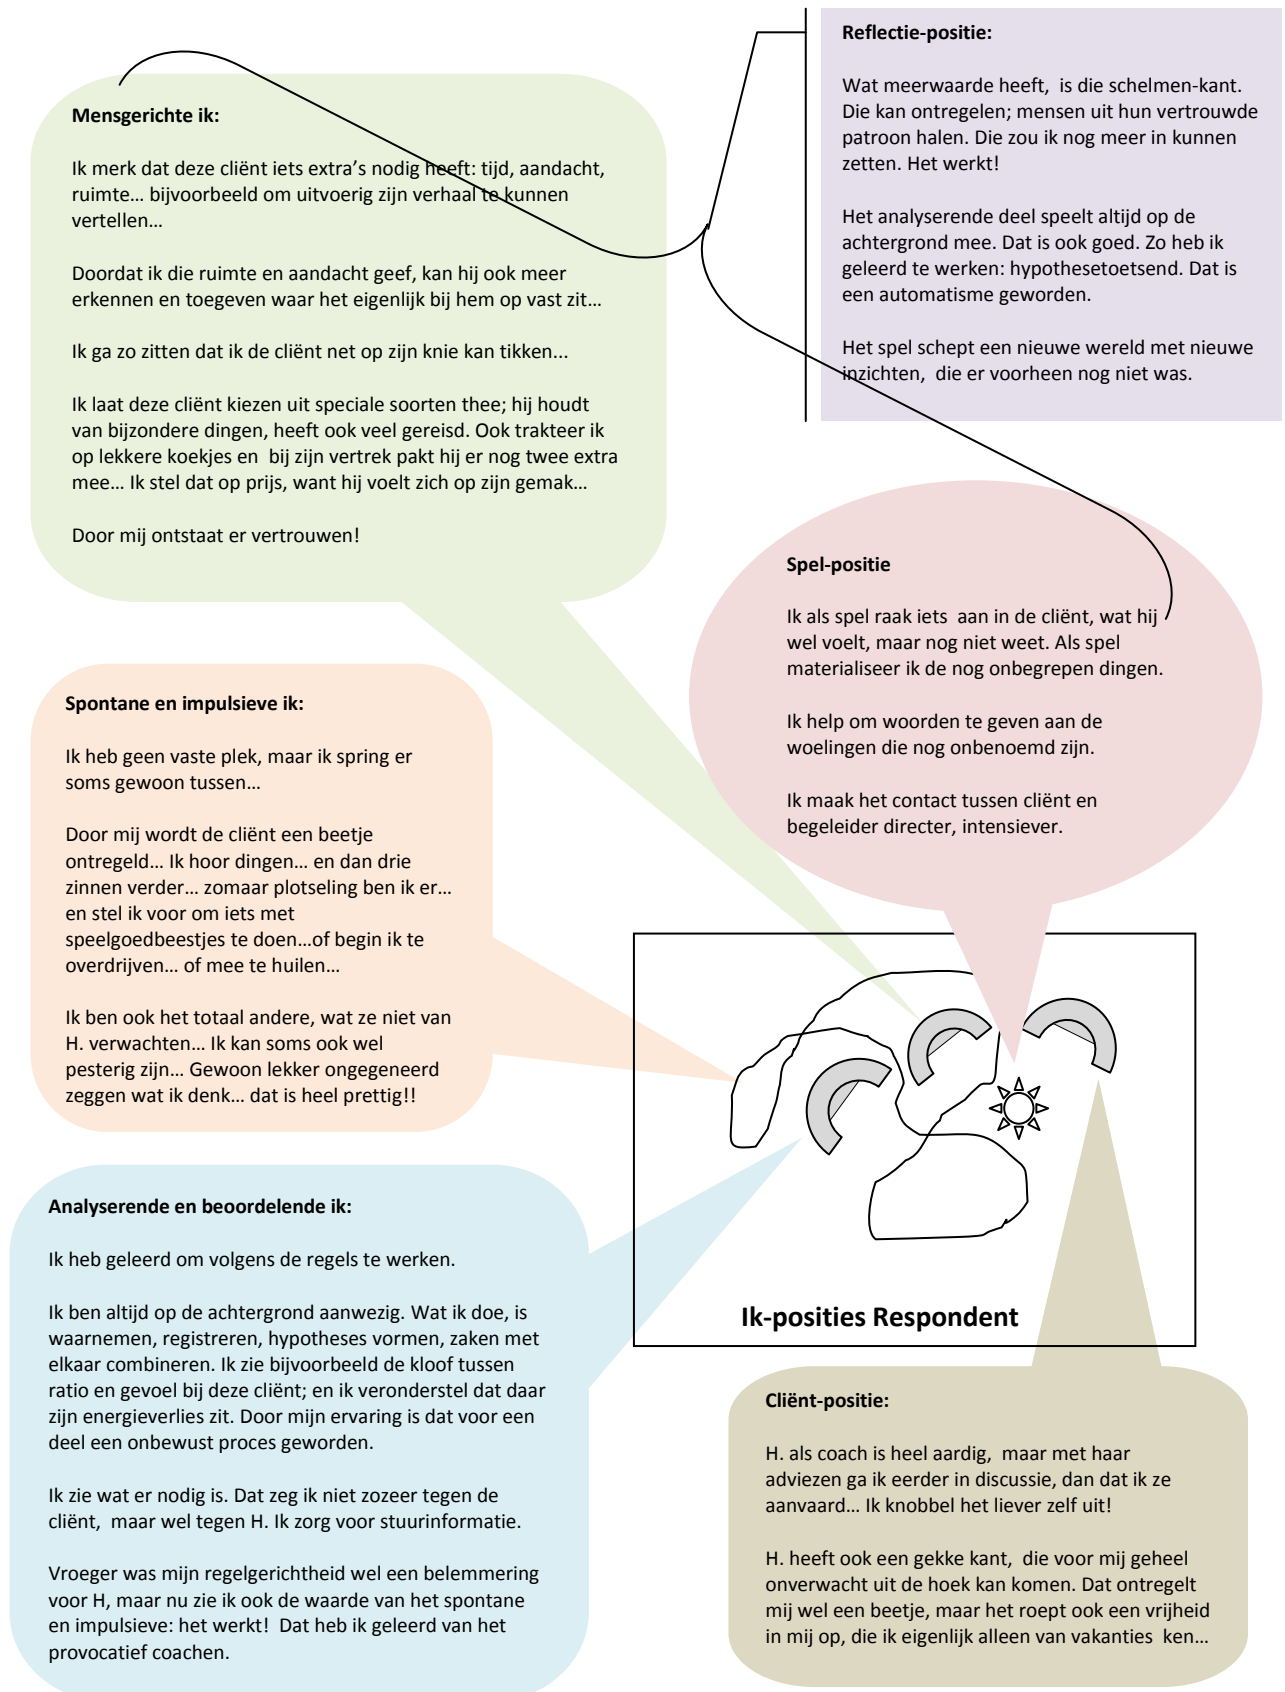 Reflectie-positie:
Wat meerwaarde heeft, is die schelmen-kant.
Die kan ontregelen; mensen uit hun vertrouwde
patroon halen. Die zou ik nog meer in kunnen
zetten. Het werkt!
Het analyserende deel speelt altijd op de
achtergrond mee. Dat is ook goed. Zo heb ik
geleerd te werken: hypothesetoetsend. Dat is
een automatisme geworden.
Het spel schept een nieuwe wereld met nieuwe
inzichten, die er voorheen nog niet was.
Mensgerichte ik:
Ik merk dat deze cliënt iets extra’s nodig heeft: tijd, aandacht,
ruimte… bijvoorbeeld om uitvoerig zijn verhaal te kunnen
vertellen…
Doordat ik die ruimte en aandacht geef, kan hij ook meer
erkennen en toegeven waar het eigenlijk bij hem op vast zit…
Ik ga zo zitten dat ik de cliënt net op zijn knie kan tikken...
Ik laat deze cliënt kiezen uit speciale soorten thee; hij houdt
van bijzondere dingen, heeft ook veel gereisd. Ook trakteer ik
op lekkere koekjes en bij zijn vertrek pakt hij er nog twee extra
mee… Ik stel dat op prijs, want hij voelt zich op zijn gemak…
Door mij ontstaat er vertrouwen!
Spel-positie
Ik als spel raak iets aan in de cliënt, wat hij
wel voelt, maar nog niet weet. Als spel
materialiseer ik de nog onbegrepen dingen.
Ik help om woorden te geven aan de
woelingen die nog onbenoemd zijn.
Ik maak het contact tussen cliënt en
begeleider directer, intensiever.
Spontane en impulsieve ik:
Ik heb geen vaste plek, maar ik spring er
soms gewoon tussen…
Door mij wordt de cliënt een beetje
ontregeld… Ik hoor dingen… en dan drie
zinnen verder… zomaar plotseling ben ik er…
en stel ik voor om iets met
speelgoedbeestjes te doen…of begin ik te
overdrijven… of mee te huilen…
Ik ben ook het totaal andere, wat ze niet van
H. verwachten… Ik kan soms ook wel
pesterig zijn… Gewoon lekker ongegeneerd
zeggen wat ik denk… dat is heel prettig!!
Analyserende en beoordelende ik:
Ik heb geleerd om volgens de regels te werken.
Ik ben altijd op de achtergrond aanwezig. Wat ik doe, is
waarnemen, registreren, hypotheses vormen, zaken met
elkaar combineren. Ik zie bijvoorbeeld de kloof tussen
ratio en gevoel bij deze cliënt; en ik veronderstel dat daar
zijn energieverlies zit. Door mijn ervaring is dat voor een
deel een onbewust proces geworden.
Ik zie wat er nodig is. Dat zeg ik niet zozeer tegen de
cliënt, maar wel tegen H. Ik zorg voor stuurinformatie.
Vroeger was mijn regelgerichtheid wel een belemmering
voor H, maar nu zie ik ook de waarde van het spontane
en impulsieve: het werkt! Dat heb ik geleerd van het
provocatief coachen.
Ik-posities Respondent
Cliënt-positie:
H. als coach is heel aardig, maar met haar
adviezen ga ik eerder in discussie, dan dat ik ze
aanvaard… Ik knobbel het liever zelf uit!
H. heeft ook een gekke kant, die voor mij geheel
onverwacht uit de hoek kan komen. Dat ontregelt
mij wel een beetje, maar het roept ook een vrijheid
in mij op, die ik eigenlijk alleen van vakanties ken…